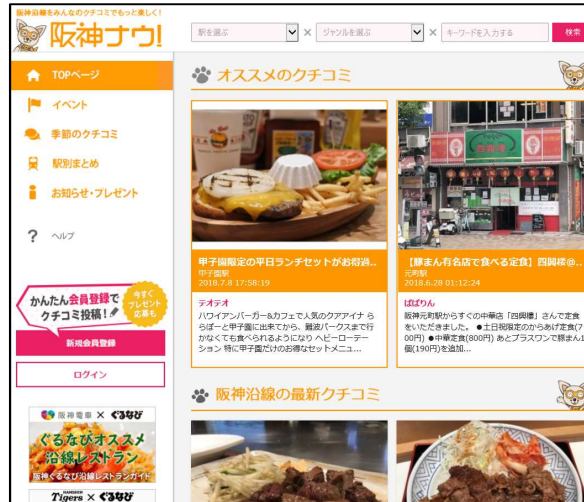 阪神沿線をみんなのクチコミでもっと楽しく!
阪神ナウ!
駅を選ぶ
×
ジャンルを選ぶ
×
キーワードを入力する
検索
TOPページ
イベント
季節のクチコミ
駅別まとめ
お知らせ・プレゼント
? ヘルプ
かんたん会員登録で
クチコミ投稿!
今すぐ
プレゼント
応募も
新規会員登録
ログイン
阪神電車 × ぐるなび
ぐるなびオススメ
沿線レストラン
阪神ぐるなび沿線レストランガイド
HANSHIN
Tigers × ぐるなび
オススメのクチコミ
甲子園限定の平日ランチセットがお得過..
甲子園駅
2018.7.8 17:58:19
テオテオ
ハワイアンバーガー&カフェで人気のクアアイナ ら
らぽーと甲子園に出来てから、難波パークスまで行
かなくても食べられるようになり ヘビーローテー
ション 特に甲子園だけのお得なセットメニュ...
【豚まん有名店で食べる定食】四興樓@..
元町駅
2018.6.28 01:12:24
ぱぱりん
阪神元町駅からすぐの中華店「四興樓」さんで定食
をいただきました。 ●土日祝限定のからあげ定食(7
00円) ●中華定食(800円) あとプラスワンで豚まん1
個(190円)を追加...
阪神沿線の最新クチコミ